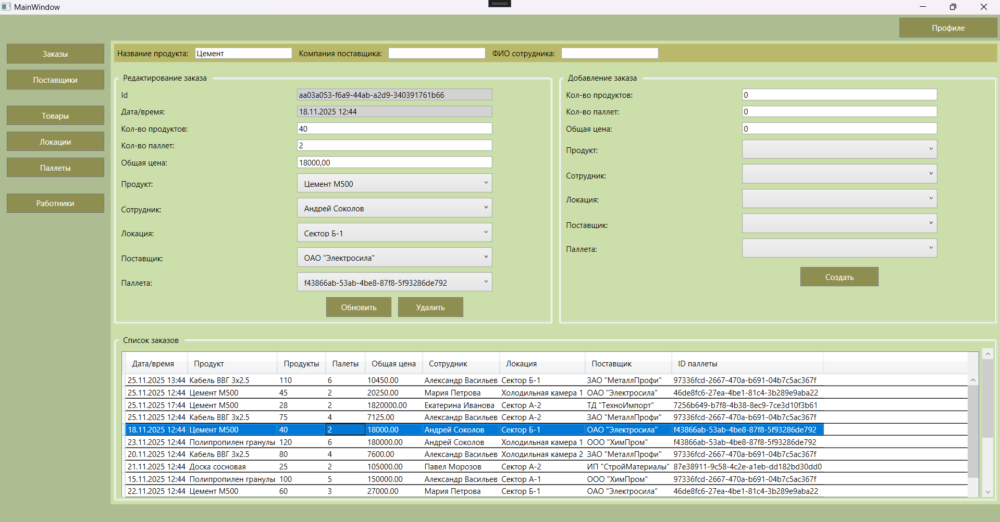 MainWindow
Профиле
Заказы
Поставщики
Товары
Локации
Паллеты
Работники
Название продукта: Цемент Компания поставщика: ФИО сотрудника:
Редактирование заказа
Id aa03a053-f6a9-44ab-a2d9-340391761b66
Дата/время: 18.11.2025 12:44
Кол-во продуктов: 40
Кол-во паллет: 2
Общая цена: 18000,00
Продукт: Цемент М500
Сотрудник: Андрей Соколов
Локация: Сектор Б-1
Поставщик: ОАО "Электросила"
Паллета: f43866ab-53ab-4be8-87f8-5f93286de792
Обновить Удалить
Добавление заказа
Кол-во продуктов: 0
Кол-во паллет: 0
Общая цена: 0
Продукт:
Сотрудник:
Локация:
Поставщик:
Паллета:
Создать
Список заказов
Дата/время Продукт Продукты Палеты Общая цена Сотрудник Локация Поставщик ID паллеты
25.11.2025 13:44 Кабель ВВГ 3х2.5 110 6 10450.00 Александр Васильев Сектор Б-1 ЗАО "МеталлПрофи" 97336fcd-2667-470a-b691-04b7c5ac367f
25.11.2025 12:44 Цемент М500 45 2 20250.00 Мария Петрова Холодильная камера 1 ОАО "Электросила" 46de8fc6-27ea-4be1-81c4-3b289e9aba22
25.11.2025 17:44 Цемент М500 28 2 1820000.00 Екатерина Иванова Сектор А-2 ТД "ТехноИмпорт" 7256b649-b7f8-4b38-8ec9-7ce3d10f3b61
25.11.2025 12:44 Кабель ВВГ 3х2.5 75 4 7125.00 Александр Васильев Сектор А-2 ЗАО "МеталлПрофи" 97336fcd-2667-470a-b691-04b7c5ac367f
18.11.2025 12:44 Цемент М500 40 2 18000.00 Андрей Соколов Сектор Б-1 ОАО "Электросила" f43866ab-53ab-4be8-87f8-5f93286de792
23.11.2025 12:44 Полипропилен гранулы 120 6 180000.00 Андрей Соколов Холодильная камера 1 ООО "ХимПром" f43866ab-53ab-4be8-87f8-5f93286de792
20.11.2025 12:44 Кабель ВВГ 3х2.5 80 4 7600.00 Александр Васильев Холодильная камера 2 ЗАО "МеталлПрофи" 97336fcd-2667-470a-b691-04b7c5ac367f
21.11.2025 12:44 Доска сосновая 25 2 105000.00 Павел Морозов Сектор А-2 ИП "СтройМатериалы" 87e38911-9c58-4c2e-a1eb-dd182bd30dd0
15.11.2025 12:44 Полипропилен гранулы 100 5 150000.00 Александр Васильев Сектор А-1 ООО "ХимПром" 97336fcd-2667-470a-b691-04b7c5ac367f
22.11.2025 12:44 Цемент М500 60 3 27000.00 Мария Петрова Сектор Б-1 ОАО "Электросила" 46de8fc6-27ea-4be1-81c4-3b289e9aba22